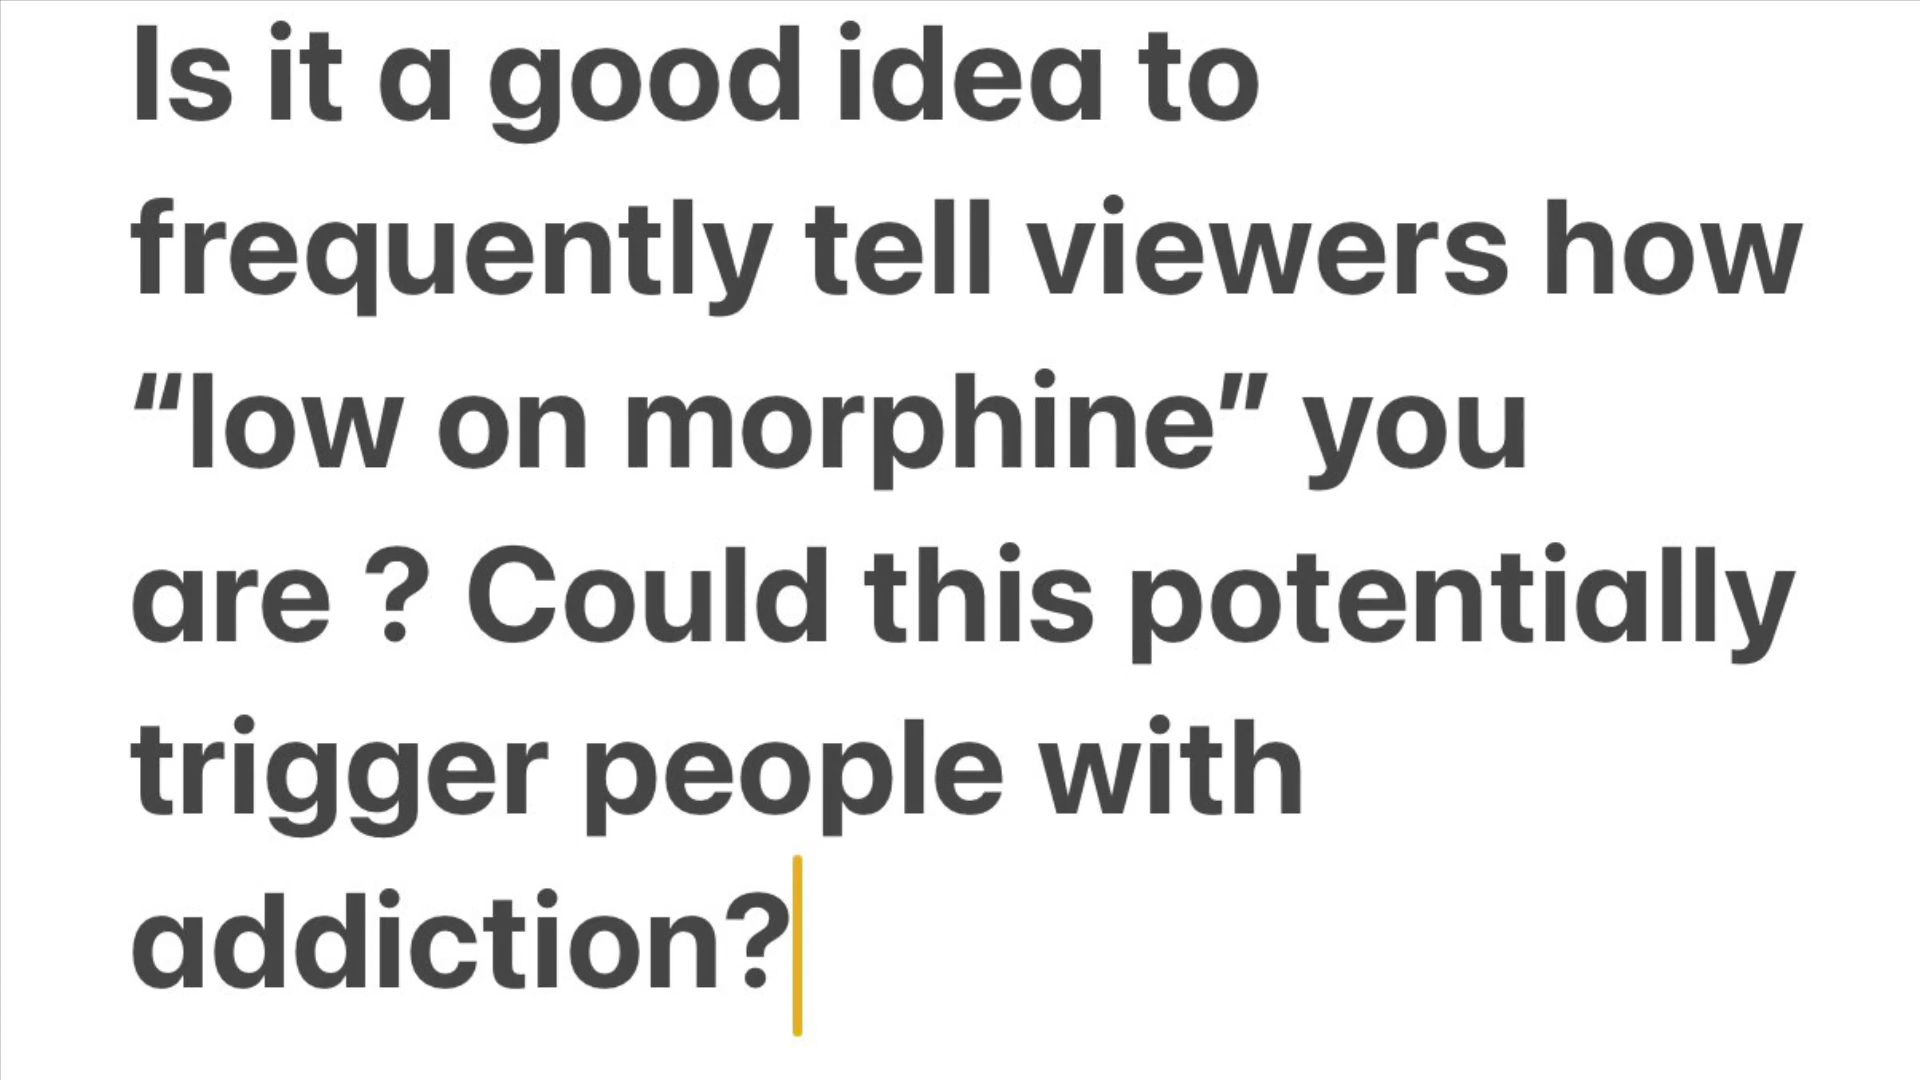 Is it a good idea to
frequently tell viewers how
“low on morphine” you
are ? Could this potentially
trigger people with
addiction?